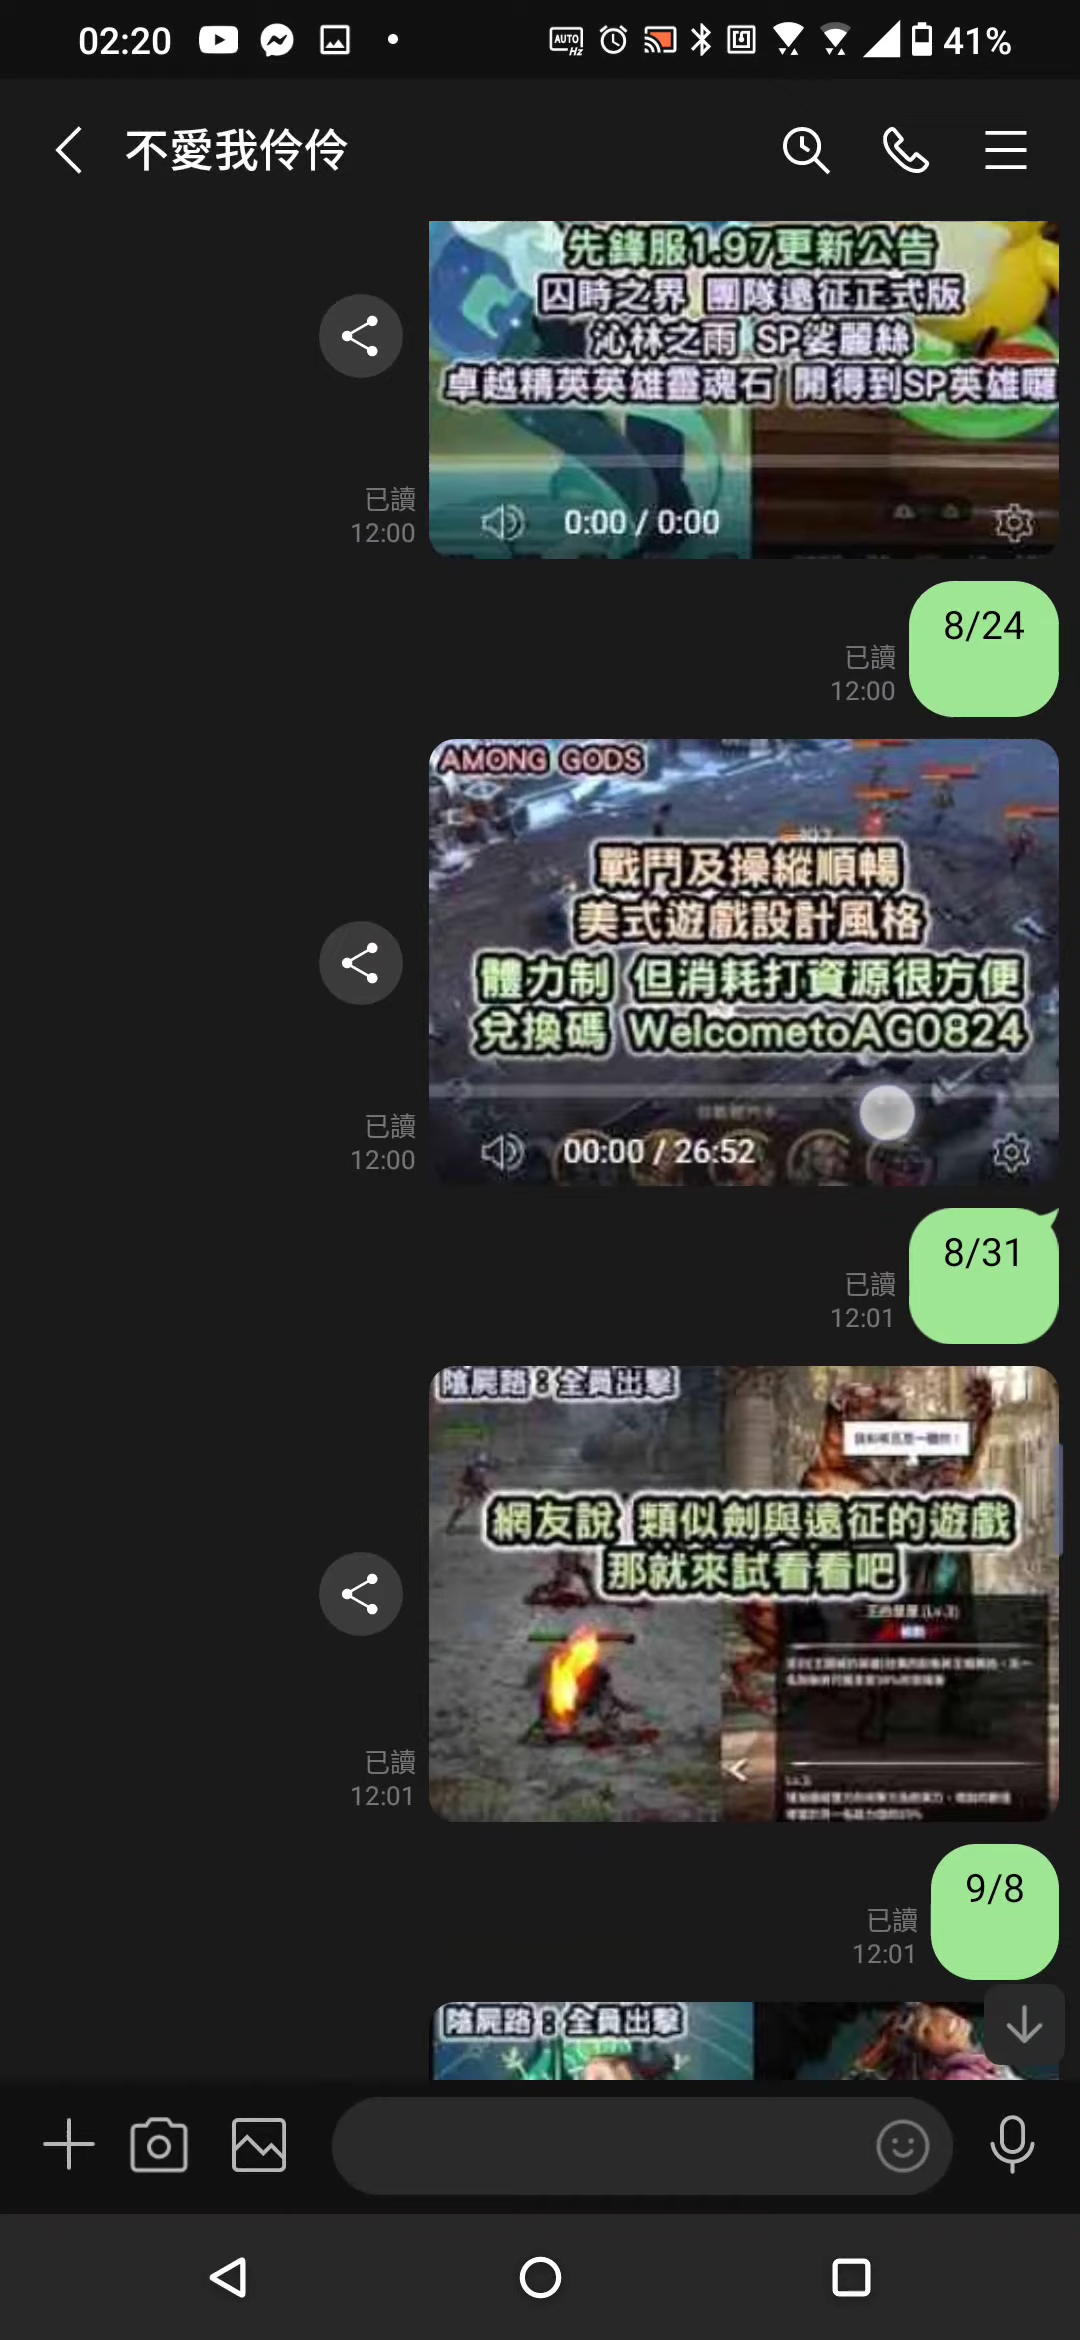 02:20
AUTO
Hz
41%
不愛我伶伶
先鋒服1.97更新公告
囚時之界 團隊遠征正式版
沁林之雨 SP娑麗絲
卓越精英英雄靈魂石 開得到SP英雄囉
0:00 / 0:00
已讀
12:00
8/24
已讀
12:00
AMONG GODS
戰鬥及操縱順暢
美式遊戲設計風格
體力制 但消耗打資源很方便
兌換碼 WelcometoAG0824
00:00 / 26:52
已讀
12:00
8/31
已讀
12:01
陰屍路8全員出擊
網友說 類似劍與遠征的遊戲
那就來試看看吧
已讀
12:01
9/8
已讀
12:01
陰屍路8全員出擊